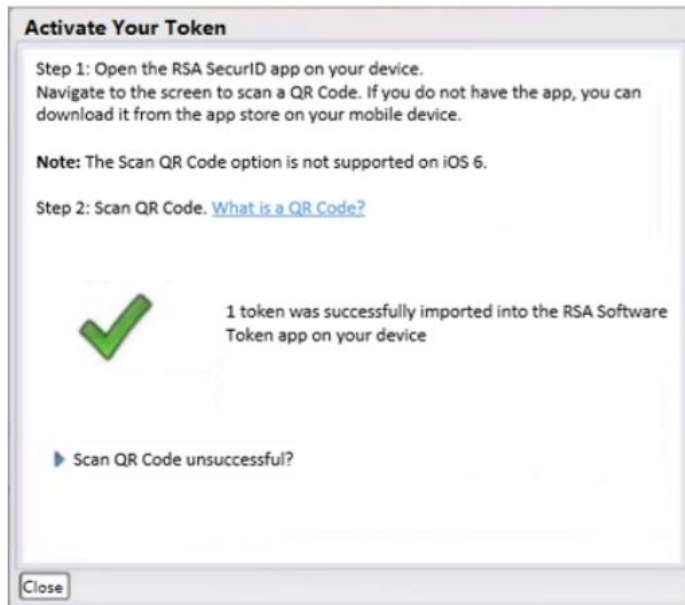 Activate Your Token
Step 1: Open the RSA SecurID app on your device.
Navigate to the screen to scan a QR Code. If you do not have the app, you can
download it from the app store on your mobile device.
Note: The Scan QR Code option is not supported on iOS 6.
Step 2: Scan QR Code. What is a QR Code?
1 token was successfully imported into the RSA Software
Token app on your device
Scan QR Code unsuccessful?
Close